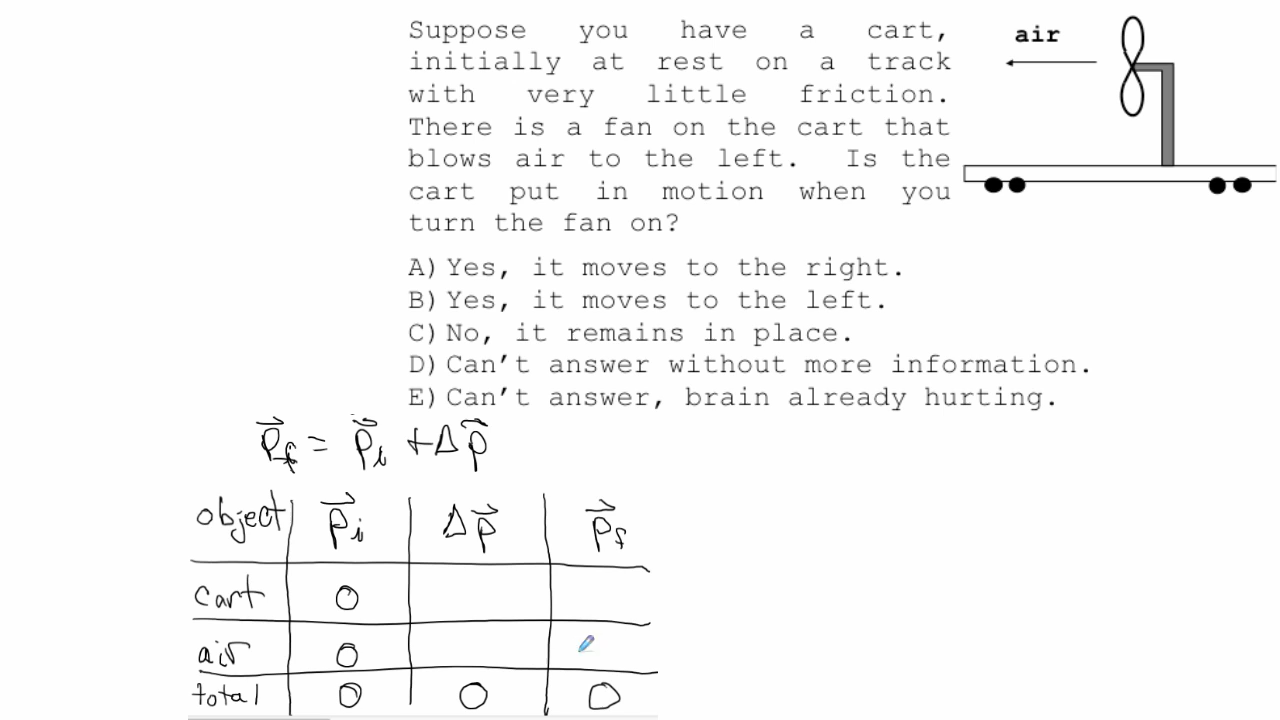 Suppose you have a cart,
initially at rest on a track
with very little friction.
There is a fan on the cart that
blows air to the left. Is the
cart put in motion when you
turn the fan on?
air
A) Yes, it moves to the right.
B) Yes, it moves to the left.
C) No, it remains in place.
D) Can't answer without more information.
E) Can't answer, brain already hurting.
p⃗f = p⃗i + Δp⃗
object p⃗i Δp⃗ p⃗f
cart 0
air 0
total 0 0 0